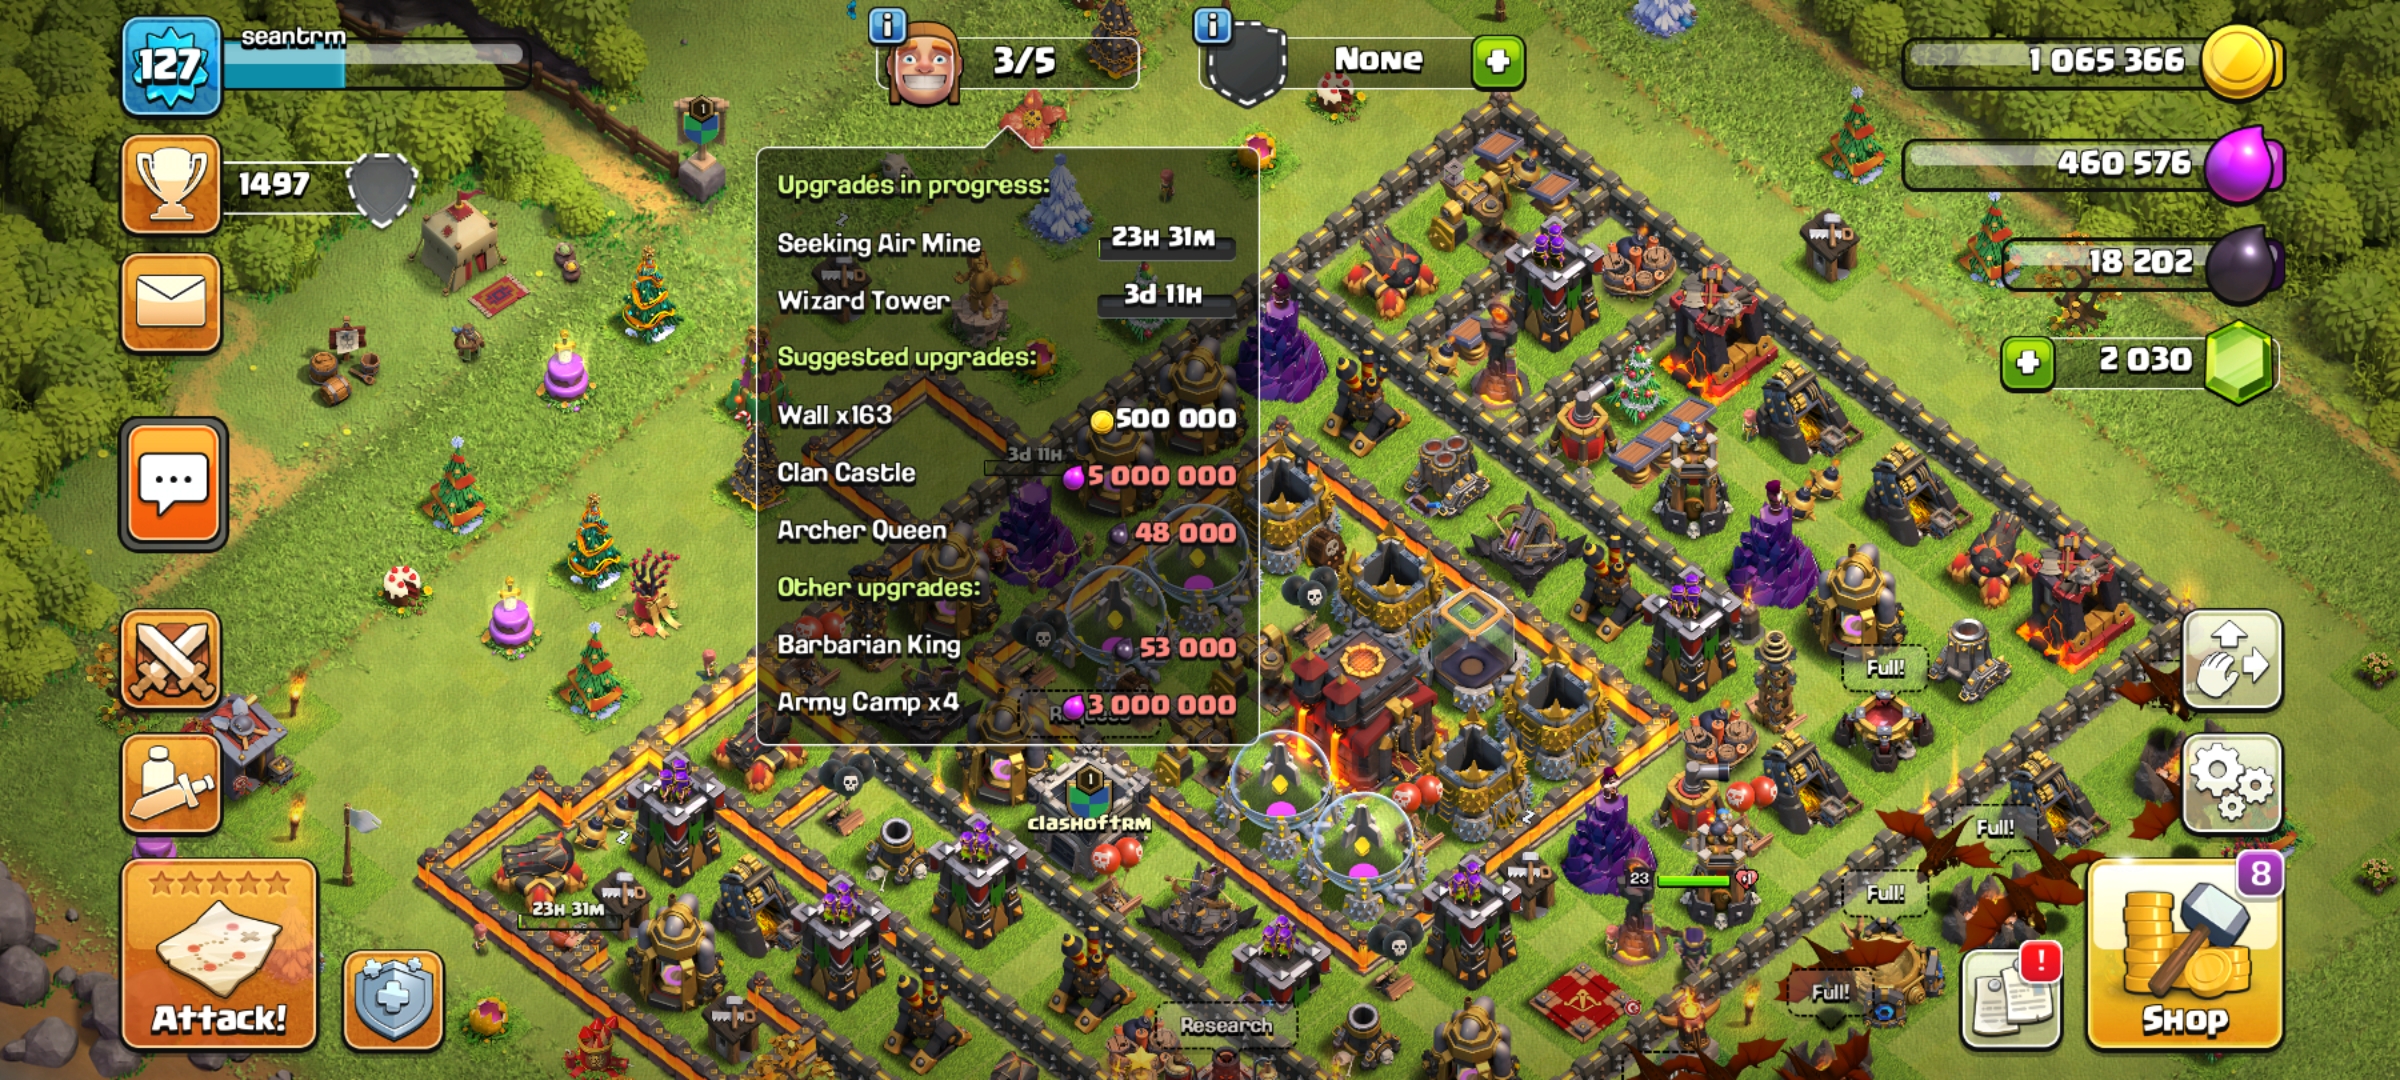 127
seantrm
3/5
None
1 065 366
1497
460 576
18 202
2 030
Upgrades in progress:
Seeking Air Mine 23H 31M
Wizard Tower 3d 11H
Suggested upgrades:
Wall x163 500 000
3d 11H
Clan Castle 5 000 000
Archer Queen 48 000
Other upgrades:
Barbarian King 53 000
Army Camp x4 3 000 000
Full!
clashoftRM
1
1
Full!
23
23H 31M
Full!
8
Full!
Attack!
Research
!
Shop
z
z
z